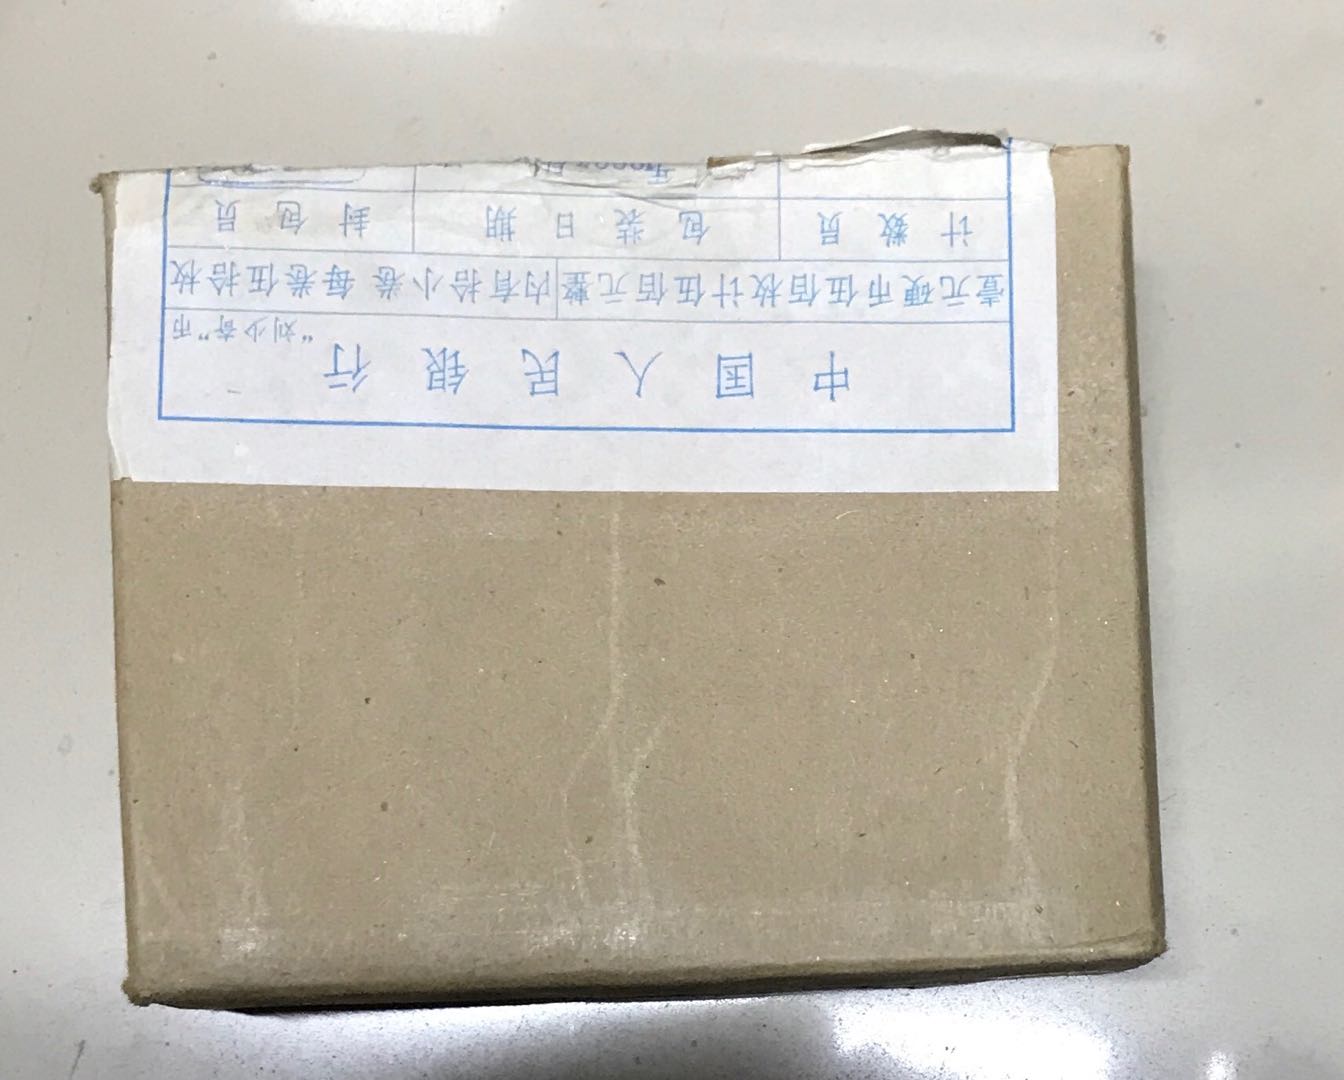 中国人民银行
“刘少奇”币
壹元硬币伍佰枚计伍佰元整 内有拾小卷 每卷伍拾枚
计数员 包装日期 封包员